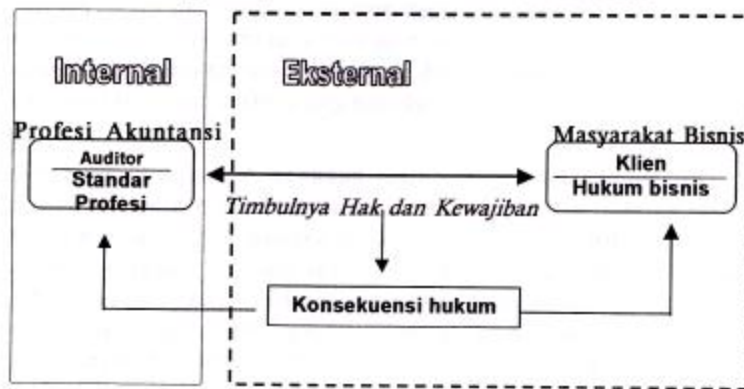 Internal
Eksternal
Profesi Akuntansi
Masyarakat Bisnis
Auditor
Standar
Profesi
Klien
Hukum bisnis
Timbulnya Hak dan Kewajiban
Konsekuensi hukum